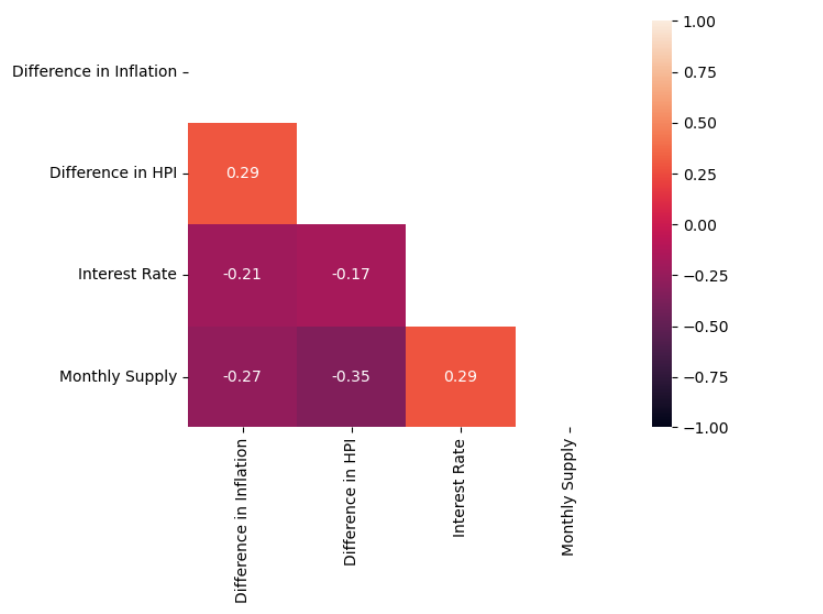 Difference in Inflation
Difference in HPI
0.29
Interest Rate
-0.21 -0.17
Monthly Supply
-0.27 -0.35 0.29
Difference in Inflation
Difference in HPI
Interest Rate
Monthly Supply
1.00
0.75
0.50
0.25
0.00
−0.25
−0.50
−0.75
−1.00